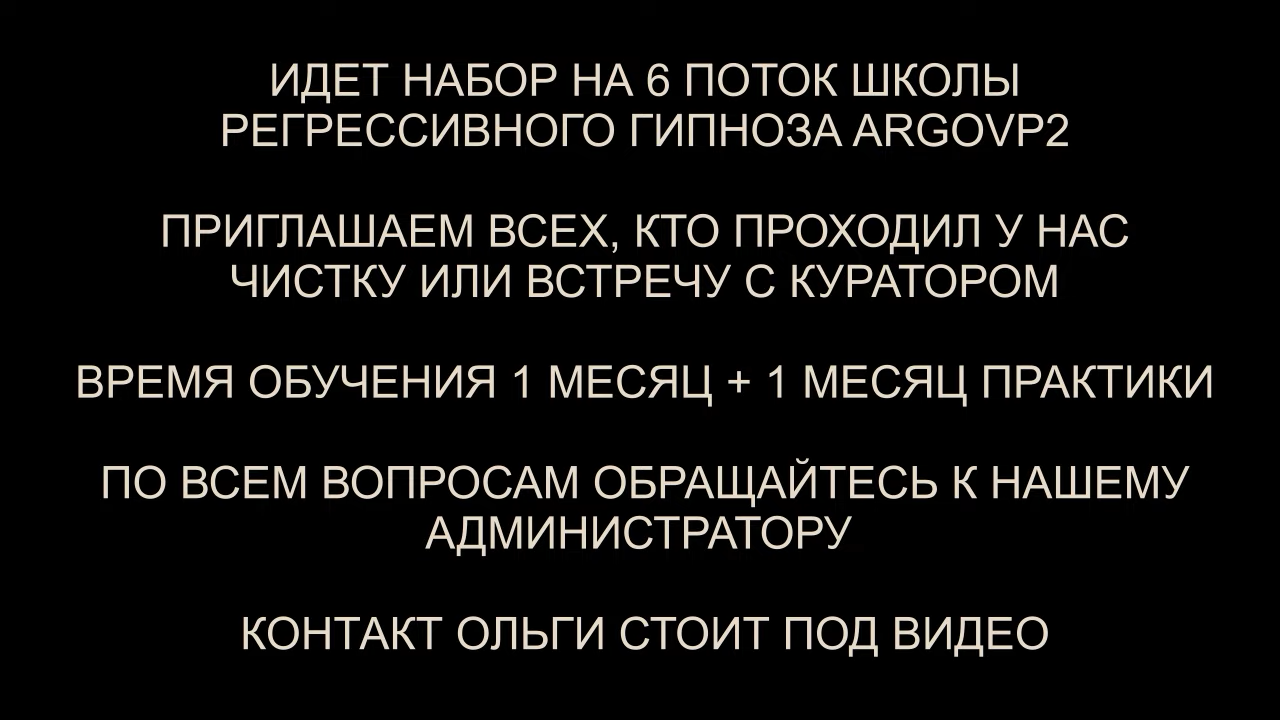 ИДЕТ НАБОР НА 6 ПОТОК ШКОЛЫ
РЕГРЕССИВНОГО ГИПНОЗА ARGOVP2
ПРИГЛАШАЕМ ВСЕХ, КТО ПРОХОДИЛ У НАС
ЧИСТКУ ИЛИ ВСТРЕЧУ С КУРАТОРОМ
ВРЕМЯ ОБУЧЕНИЯ 1 МЕСЯЦ + 1 МЕСЯЦ ПРАКТИКИ
ПО ВСЕМ ВОПРОСАМ ОБРАЩАЙТЕСЬ К НАШЕМУ
АДМИНИСТРАТОРУ
КОНТАКТ ОЛЬГИ СТОИТ ПОД ВИДЕО